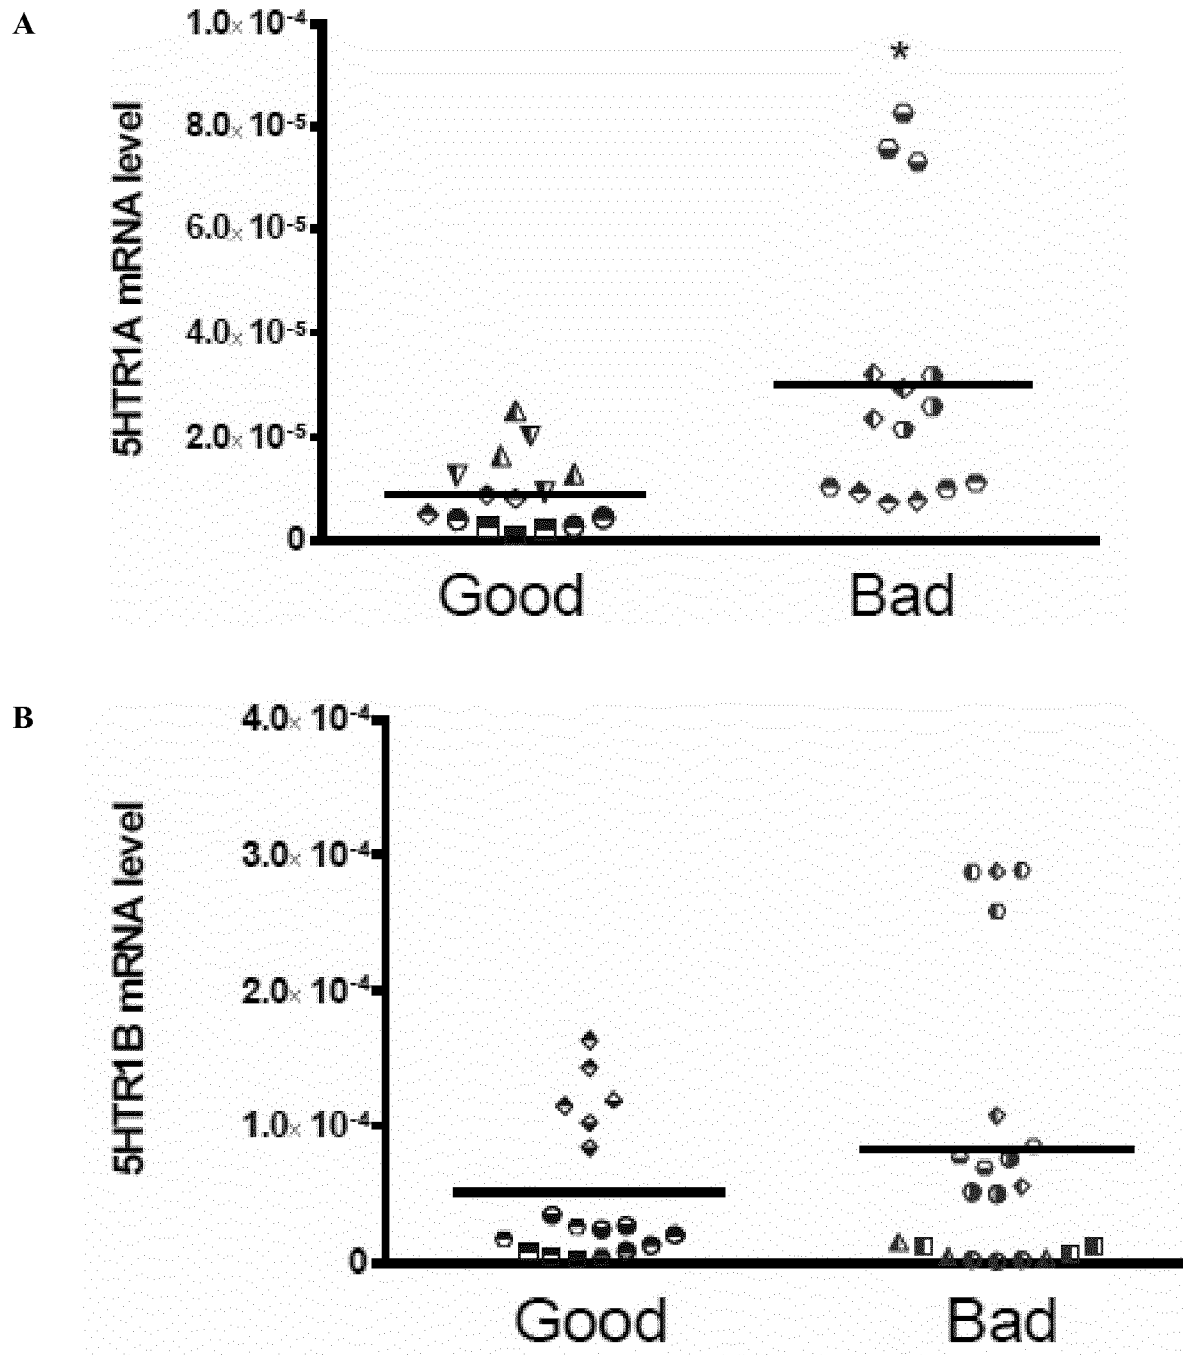 A
1.0× 10-4
*
8.0× 10-5
6.0× 10-5
4.0× 10-5
2.0× 10-5
0
5HTR1A mRNA level
Good Bad
B
4.0× 10-4
3.0× 10-4
2.0× 10-4
1.0× 10-4
0
5HTR1B mRNA level
Good Bad